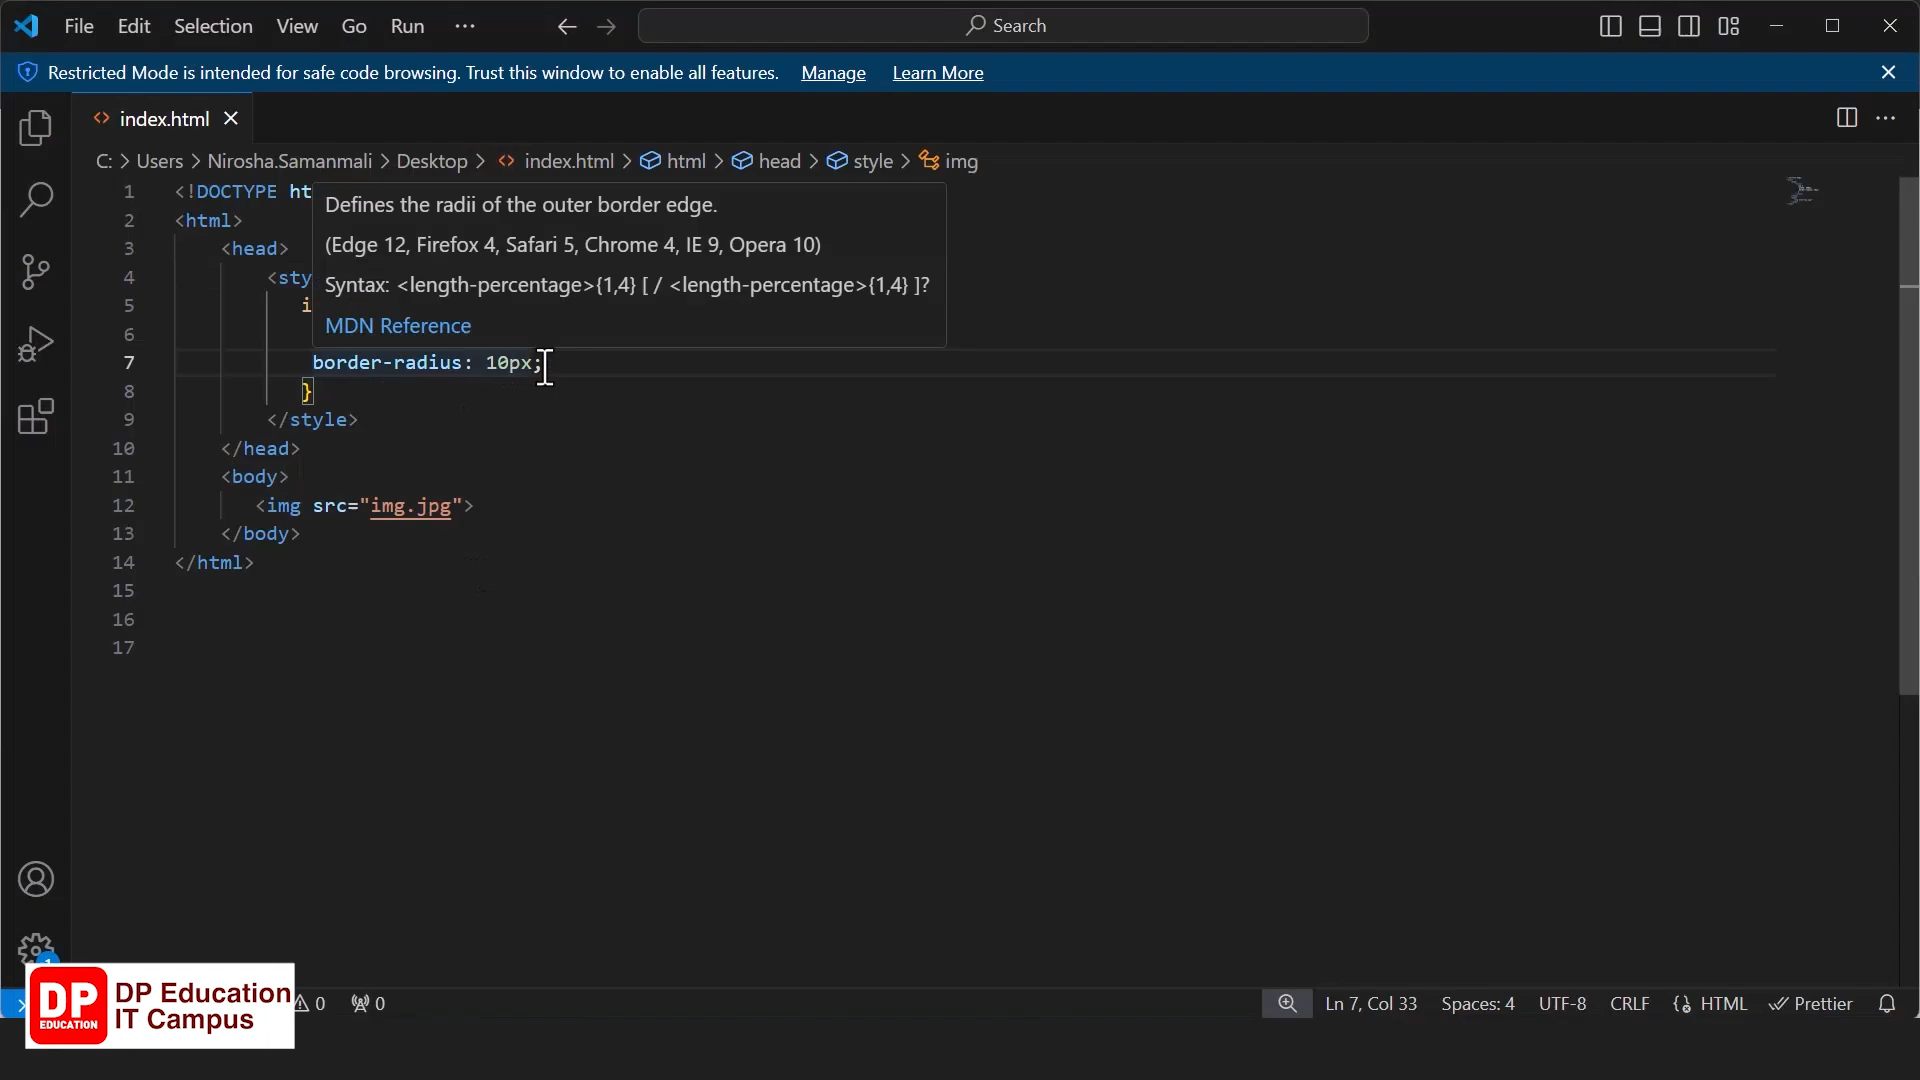 File Edit Selection View Go Run ··· Search
Restricted Mode is intended for safe code browsing. Trust this window to enable all features. Manage Learn More
index.html
C: > Users > Nirosha.Samanmali > Desktop > index.html > html > head > style > img
1 <!DOCTYPE ht
Defines the radii of the outer border edge.
2 <html>
3 <head>
(Edge 12, Firefox 4, Safari 5, Chrome 4, IE 9, Opera 10)
4 <sty
Syntax: <length-percentage>{1,4} [ / <length-percentage>{1,4} ]?
5 i
6
MDN Reference
7 border-radius: 10px;
8 }
9 </style>
10 </head>
11 <body>
12 <img src="img.jpg">
13 </body>
14 </html>
15
16
17
0 0 Ln 7, Col 33 Spaces: 4 UTF-8 CRLF HTML Prettier
DP EDUCATION
DP Education
IT Campus